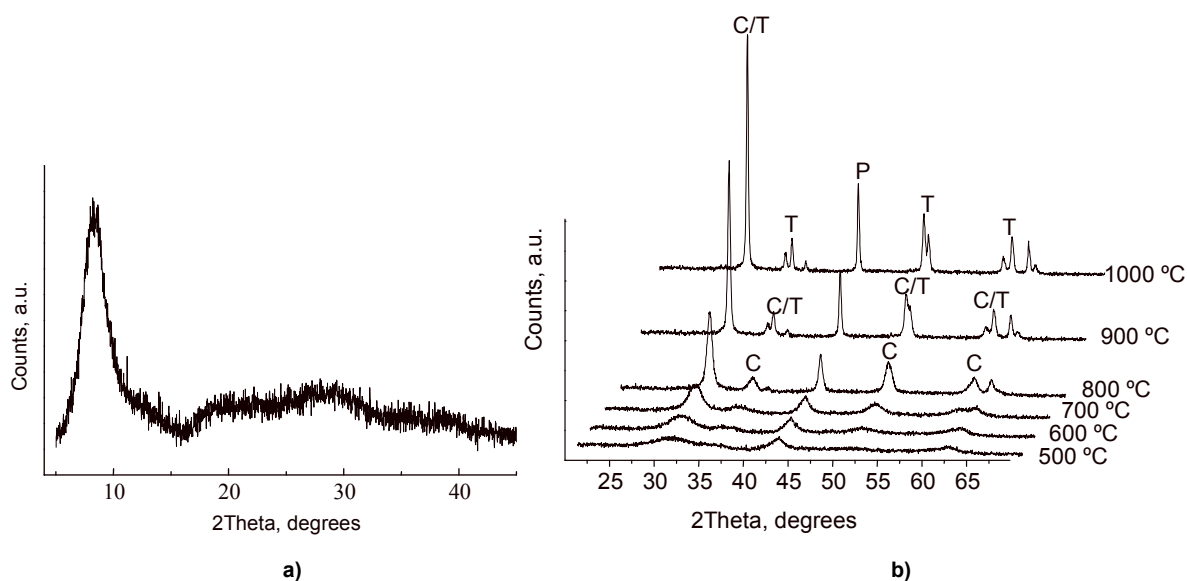 Counts, a.u.
10
20
30
40
2Theta, degrees
a)
C/T
P
T
T
T
1000 ºC
C/T
C/T
C/T
900 ºC
C
C
C
800 ºC
700 ºC
600 ºC
500 ºC
Counts, a.u.
25
30
35
40
45
50
55
60
65
2Theta, degrees
b)